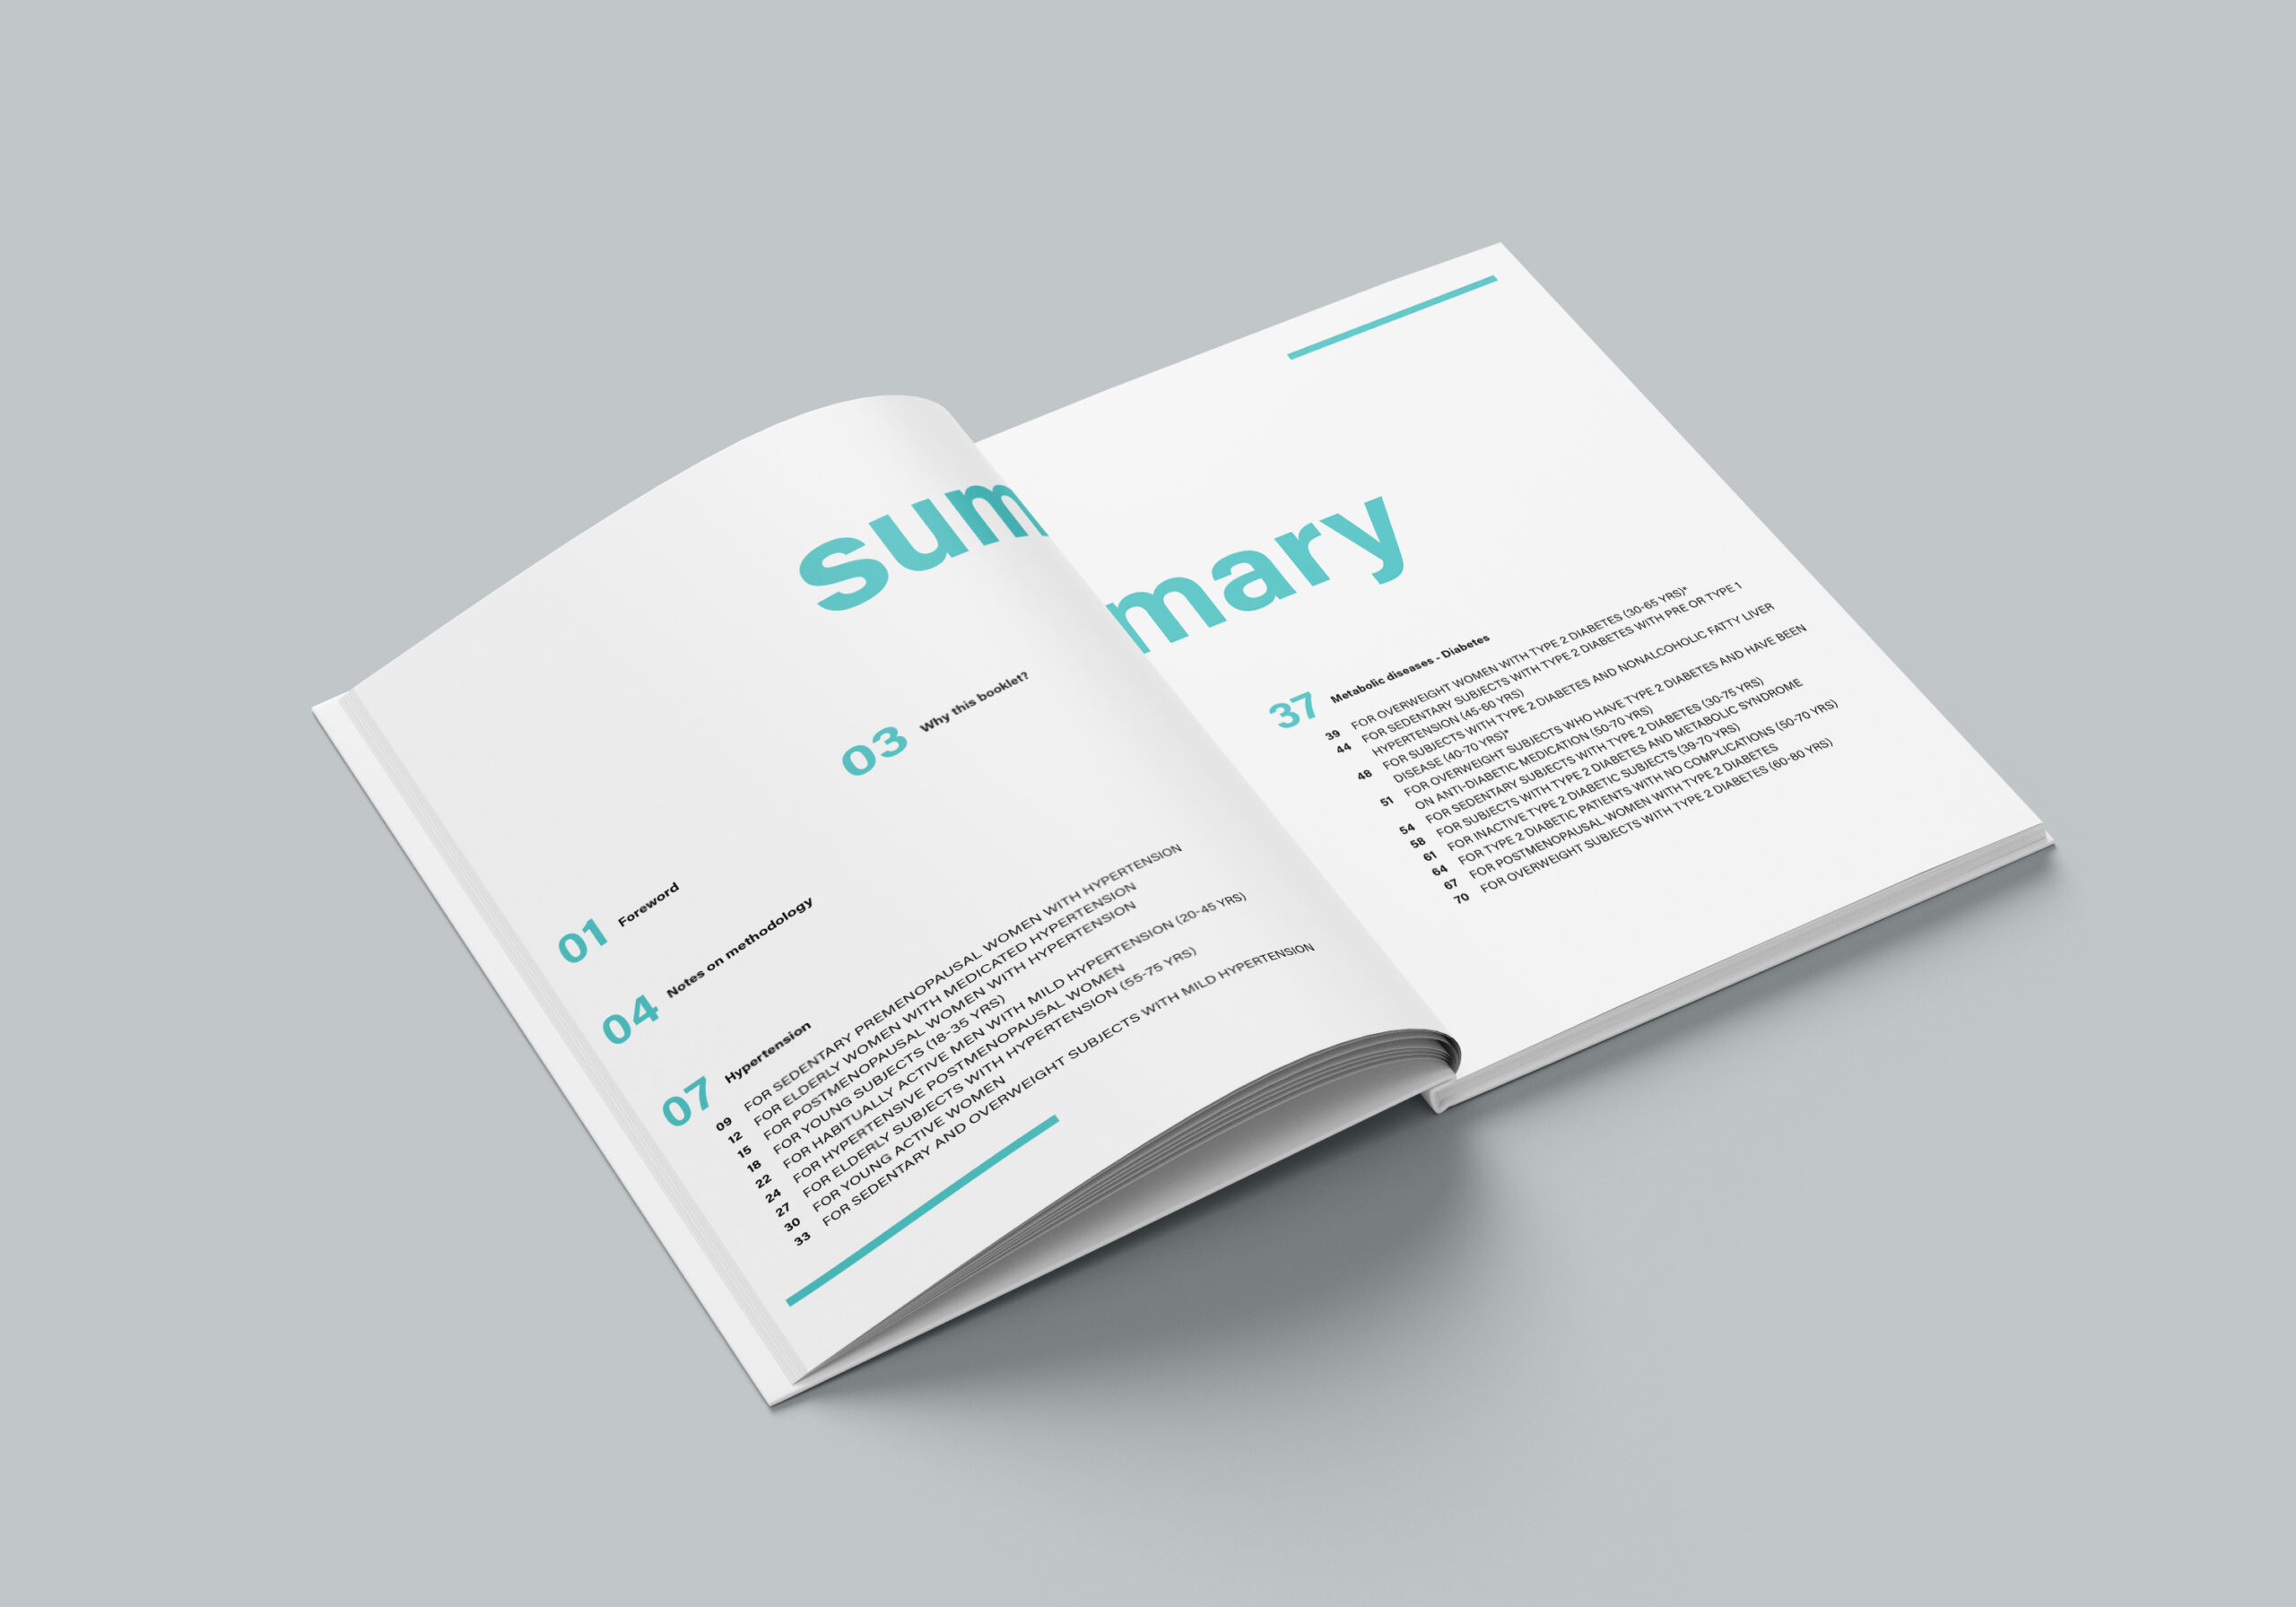 summary
01 Foreword
03 Why this booklet?
04 Notes on methodology
07 Hypertension
09 FOR SEDENTARY PREMENOPAUSAL WOMEN WITH HYPERTENSION
12 FOR ELDERLY WOMEN WITH MEDICATED HYPERTENSION
15 FOR POSTMENOPAUSAL WOMEN WITH HYPERTENSION
18 FOR YOUNG SUBJECTS (18-35 YRS)
22 FOR HABITUALLY ACTIVE MEN WITH MILD HYPERTENSION (20-45 YRS)
24 FOR HYPERTENSIVE POSTMENOPAUSAL WOMEN
27 FOR ELDERLY SUBJECTS WITH HYPERTENSION (55-75 YRS)
30 FOR YOUNG ACTIVE WOMEN
33 FOR SEDENTARY AND OVERWEIGHT SUBJECTS WITH MILD HYPERTENSION
37 Metabolic diseases - Diabetes
39 FOR OVERWEIGHT WOMEN WITH TYPE 2 DIABETES (30-65 YRS)*
44 FOR SEDENTARY SUBJECTS WITH TYPE 2 DIABETES WITH PRE OR TYPE 1
HYPERTENSION (45-60 YRS)
48 FOR SUBJECTS WITH TYPE 2 DIABETES AND NONALCOHOLIC FATTY LIVER
DISEASE (40-70 YRS)*
51 FOR OVERWEIGHT SUBJECTS WHO HAVE TYPE 2 DIABETES AND HAVE BEEN
ON ANTI-DIABETIC MEDICATION (50-70 YRS)
54 FOR SEDENTARY SUBJECTS WITH TYPE 2 DIABETES (30-75 YRS)
58 FOR SUBJECTS WITH TYPE 2 DIABETES AND METABOLIC SYNDROME
61 FOR INACTIVE TYPE 2 DIABETIC SUBJECTS (39-70 YRS)
64 FOR TYPE 2 DIABETIC PATIENTS WITH NO COMPLICATIONS (50-70 YRS)
67 FOR POSTMENOPAUSAL WOMEN WITH TYPE 2 DIABETES
70 FOR OVERWEIGHT SUBJECTS WITH TYPE 2 DIABETES (60-80 YRS)